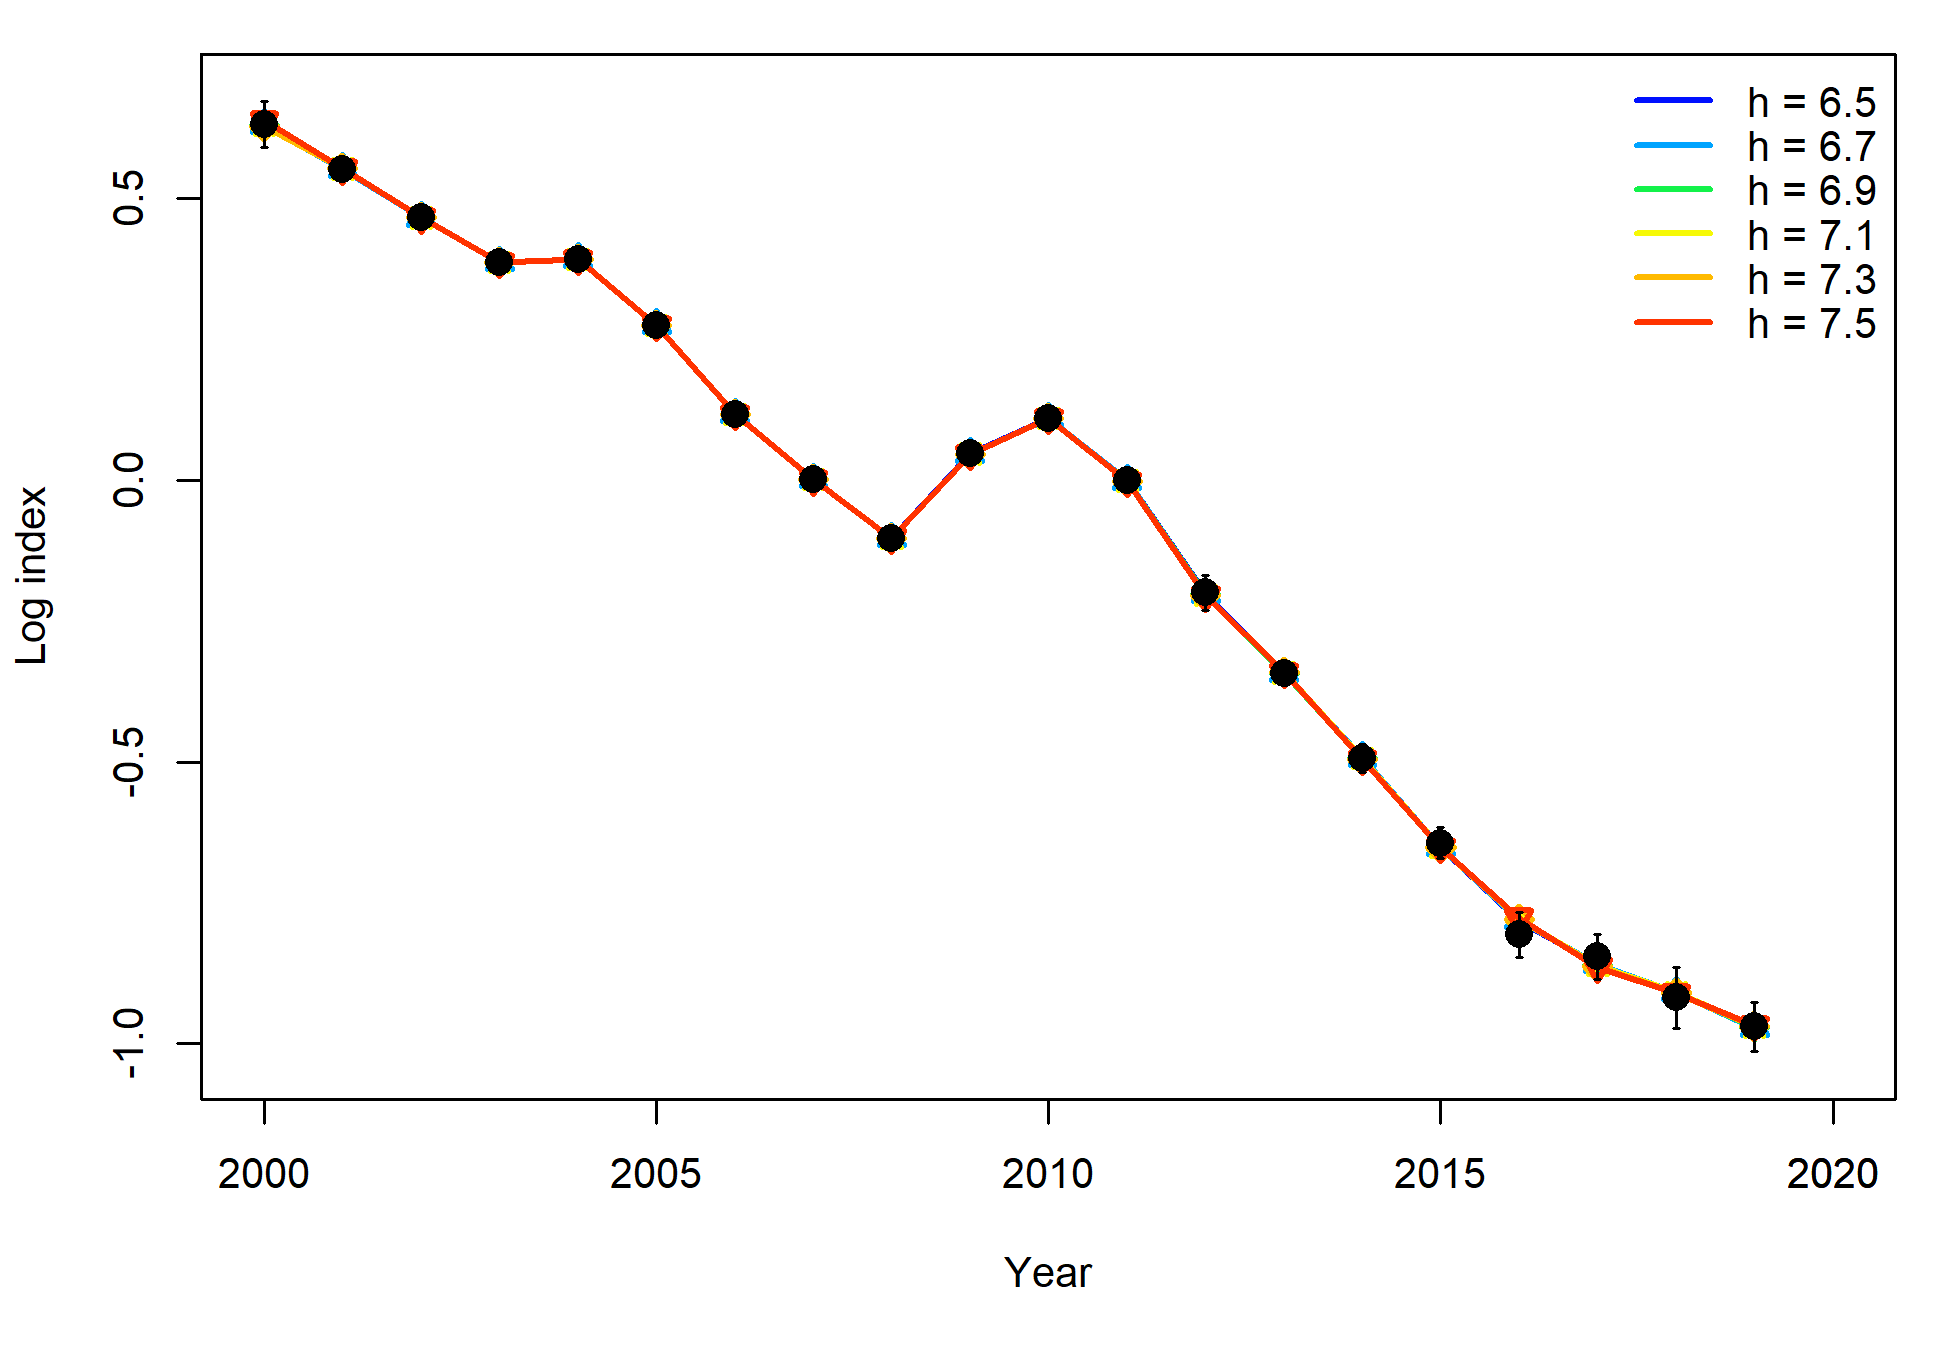 h = 6.5
h = 6.7
h = 6.9
h = 7.1
h = 7.3
h = 7.5
0.5
0.0
-0.5
-1.0
Log index
2000 2005 2010 2015 2020
Year